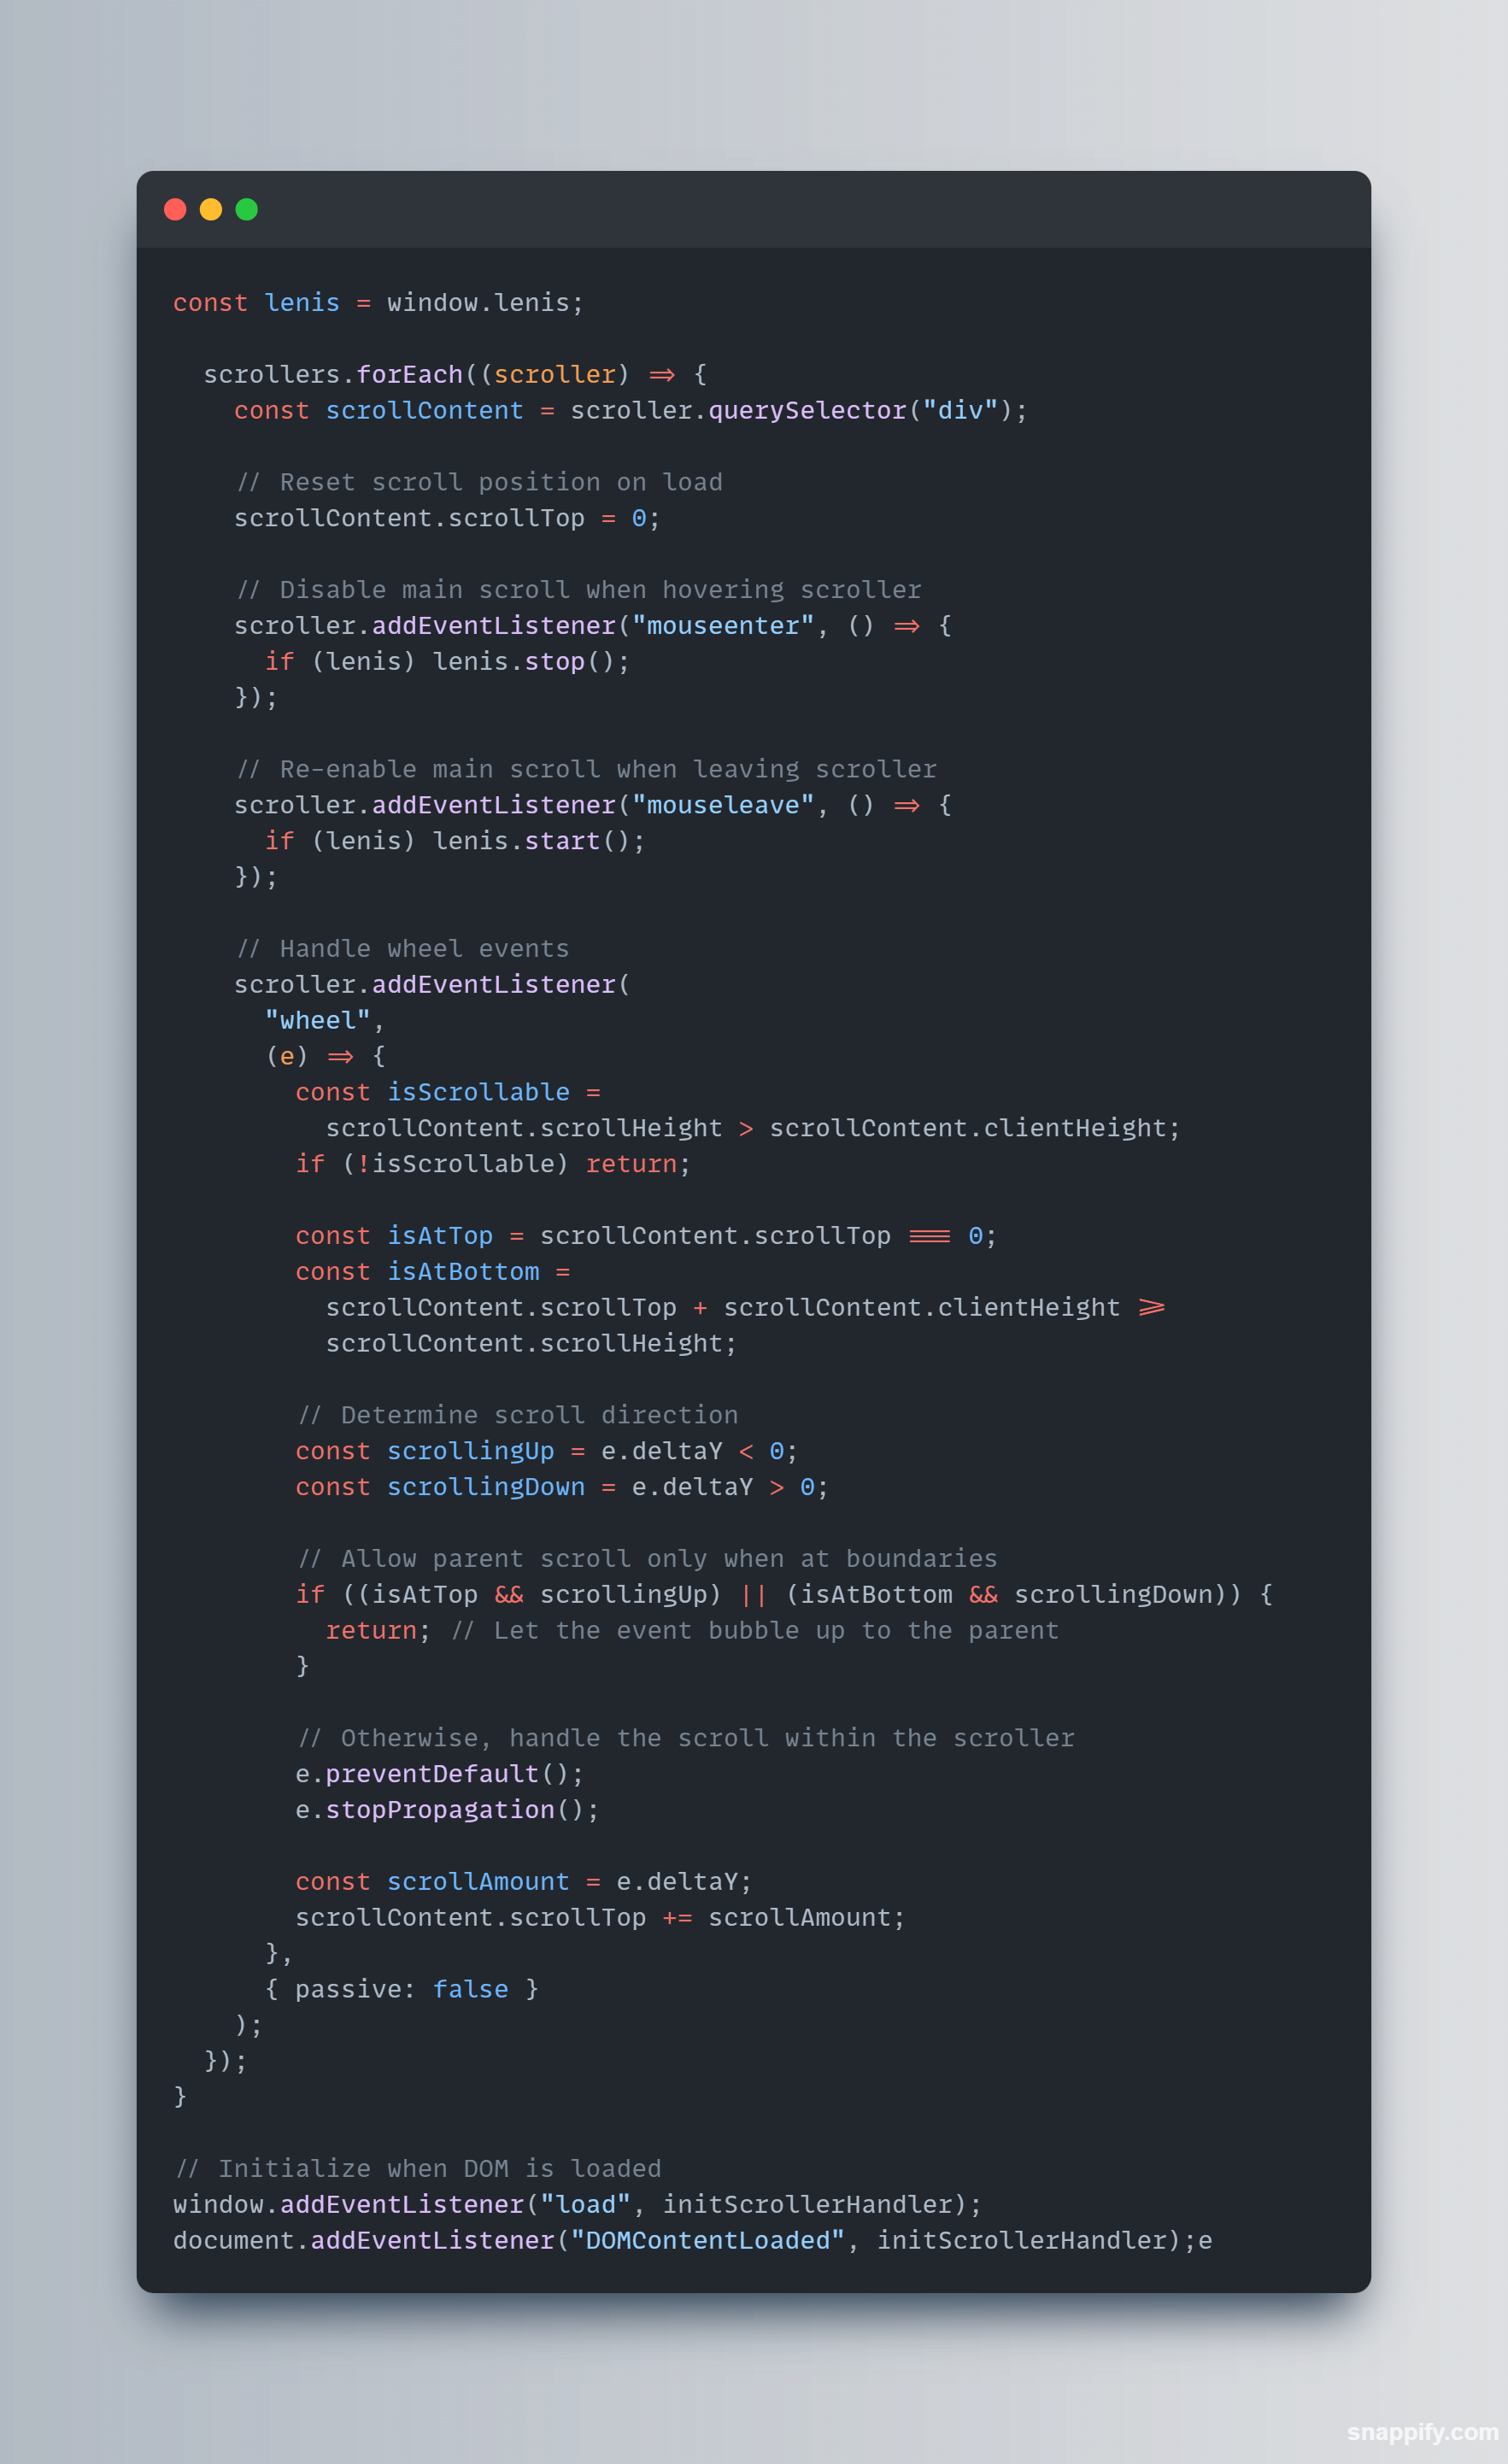 const lenis = window.lenis;

  scrollers.forEach((scroller) => {
    const scrollContent = scroller.querySelector("div");

    // Reset scroll position on load
    scrollContent.scrollTop = 0;

    // Disable main scroll when hovering scroller
    scroller.addEventListener("mouseenter", () => {
      if (lenis) lenis.stop();
    });

    // Re-enable main scroll when leaving scroller
    scroller.addEventListener("mouseleave", () => {
      if (lenis) lenis.start();
    });

    // Handle wheel events
    scroller.addEventListener(
      "wheel",
      (e) => {
        const isScrollable =
          scrollContent.scrollHeight > scrollContent.clientHeight;
        if (!isScrollable) return;

        const isAtTop = scrollContent.scrollTop === 0;
        const isAtBottom =
          scrollContent.scrollTop + scrollContent.clientHeight >=
          scrollContent.scrollHeight;

        // Determine scroll direction
        const scrollingUp = e.deltaY < 0;
        const scrollingDown = e.deltaY > 0;

        // Allow parent scroll only when at boundaries
        if ((isAtTop && scrollingUp) || (isAtBottom && scrollingDown)) {
          return; // Let the event bubble up to the parent
        }

        // Otherwise, handle the scroll within the scroller
        e.preventDefault();
        e.stopPropagation();

        const scrollAmount = e.deltaY;
        scrollContent.scrollTop += scrollAmount;
      },
      { passive: false }
    );
  });
}

// Initialize when DOM is loaded
window.addEventListener("load", initScrollerHandler);
document.addEventListener("DOMContentLoaded", initScrollerHandler);e
snappify.com